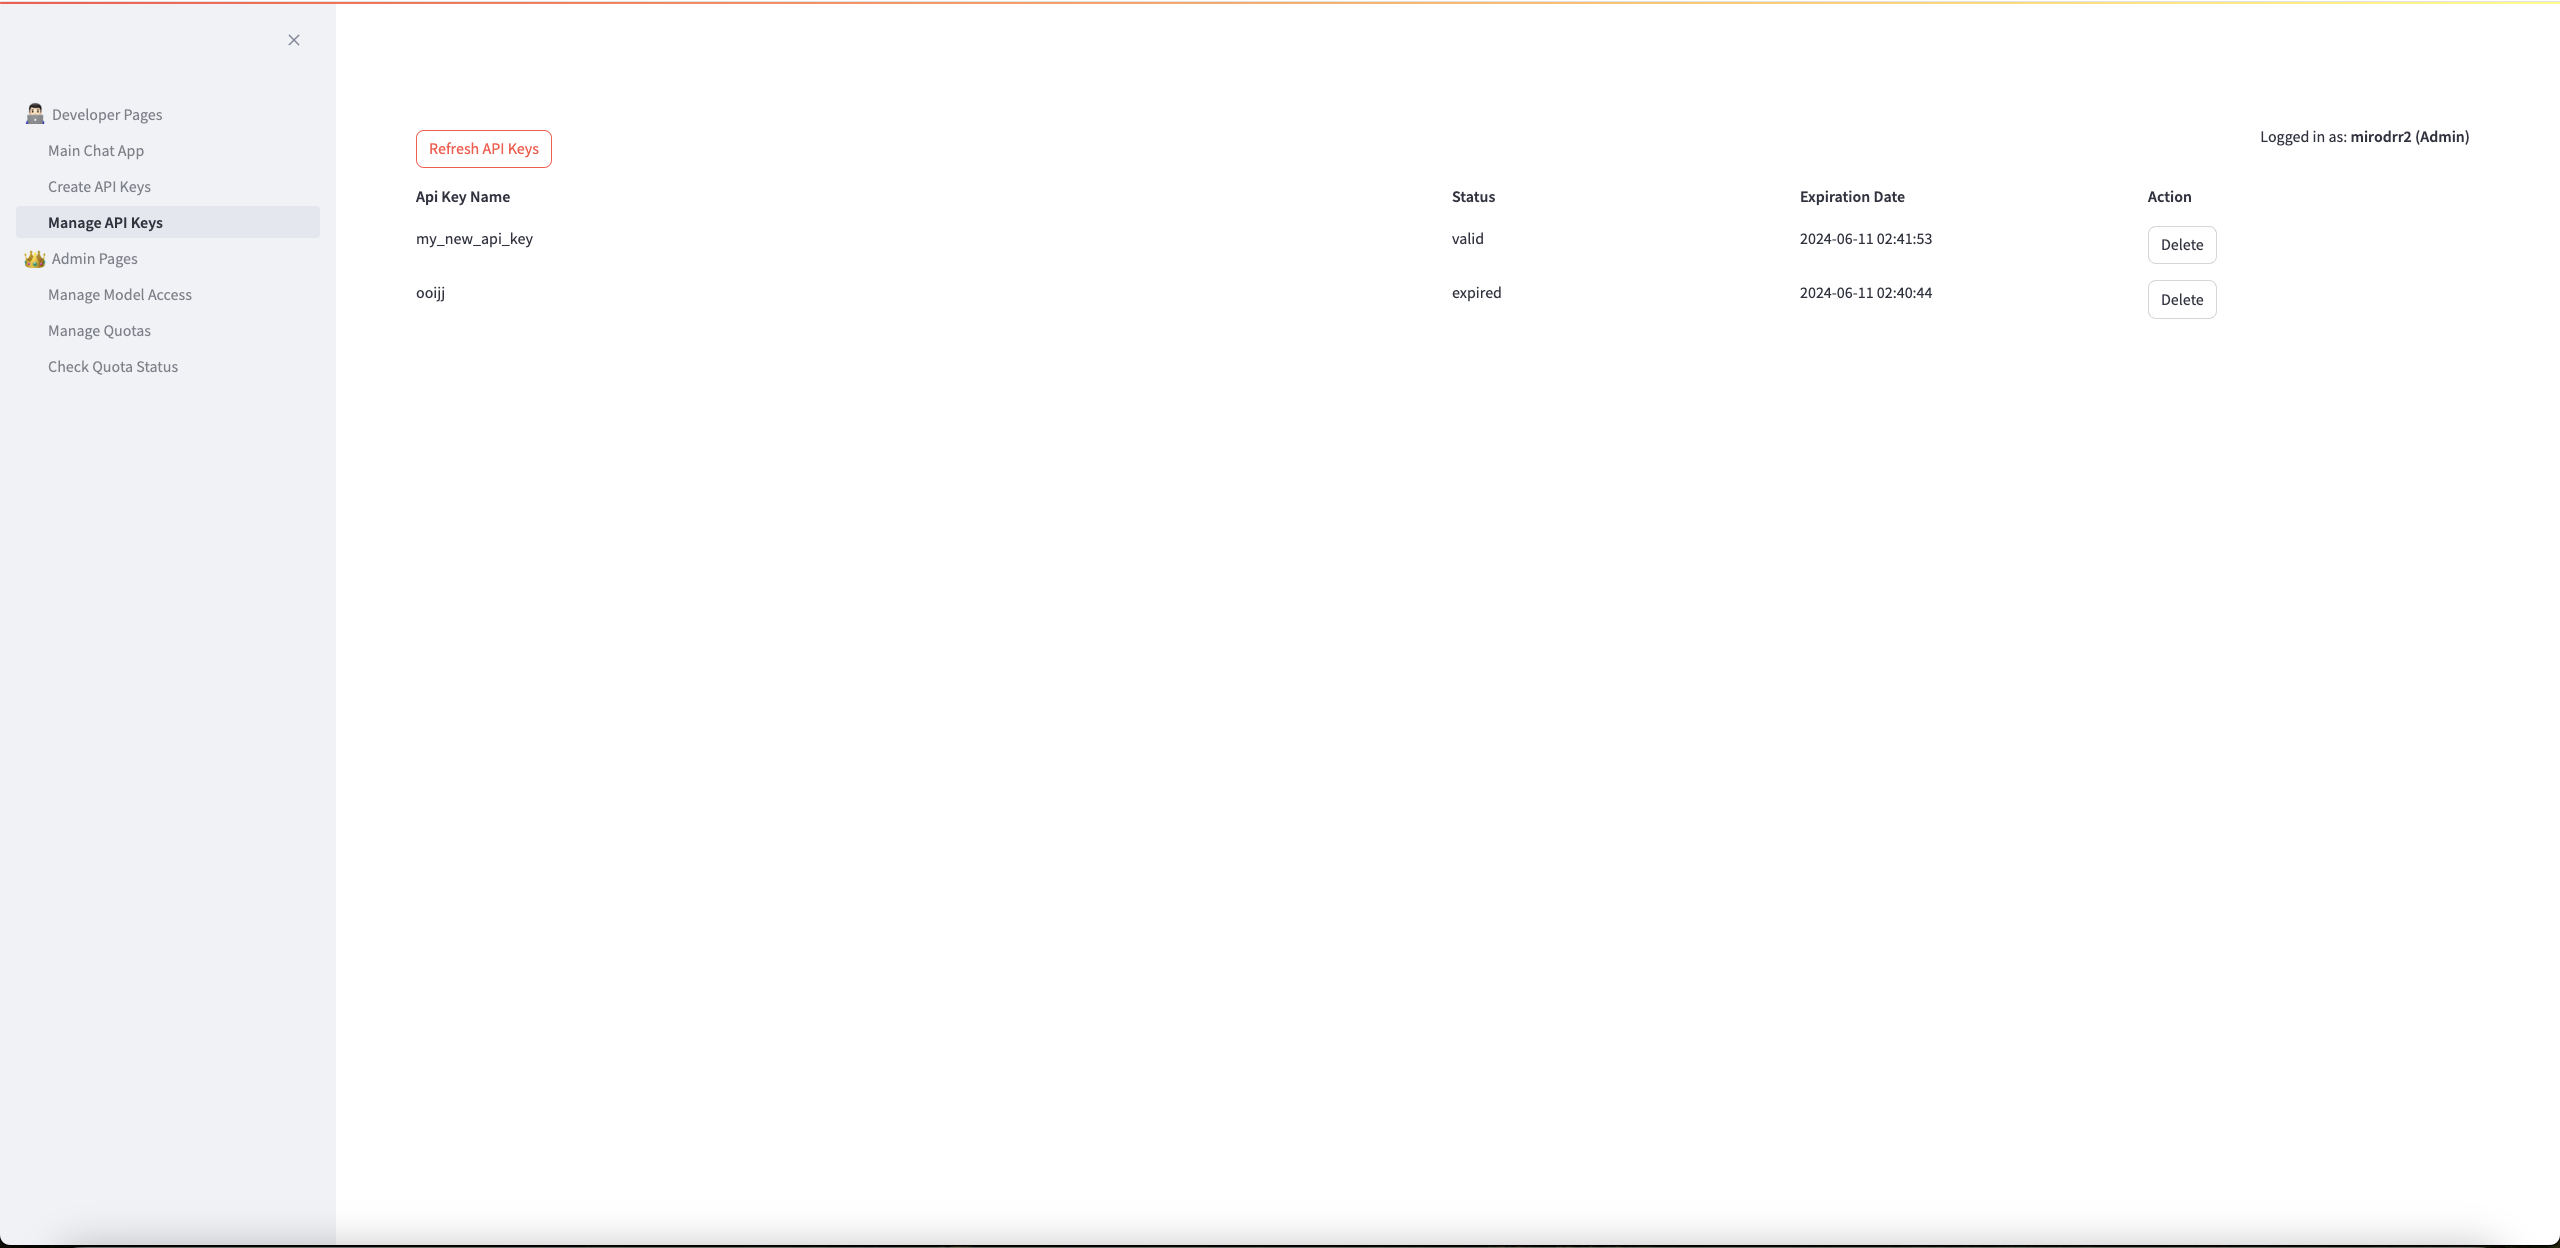 Developer Pages
Main Chat App
Create API Keys
Manage API Keys
Admin Pages
Manage Model Access
Manage Quotas
Check Quota Status
Logged in as: mirodrr2 (Admin)
Refresh API Keys
Api Key Name Status Expiration Date Action
my_new_api_key valid 2024-06-11 02:41:53 Delete
ooijj expired 2024-06-11 02:40:44 Delete